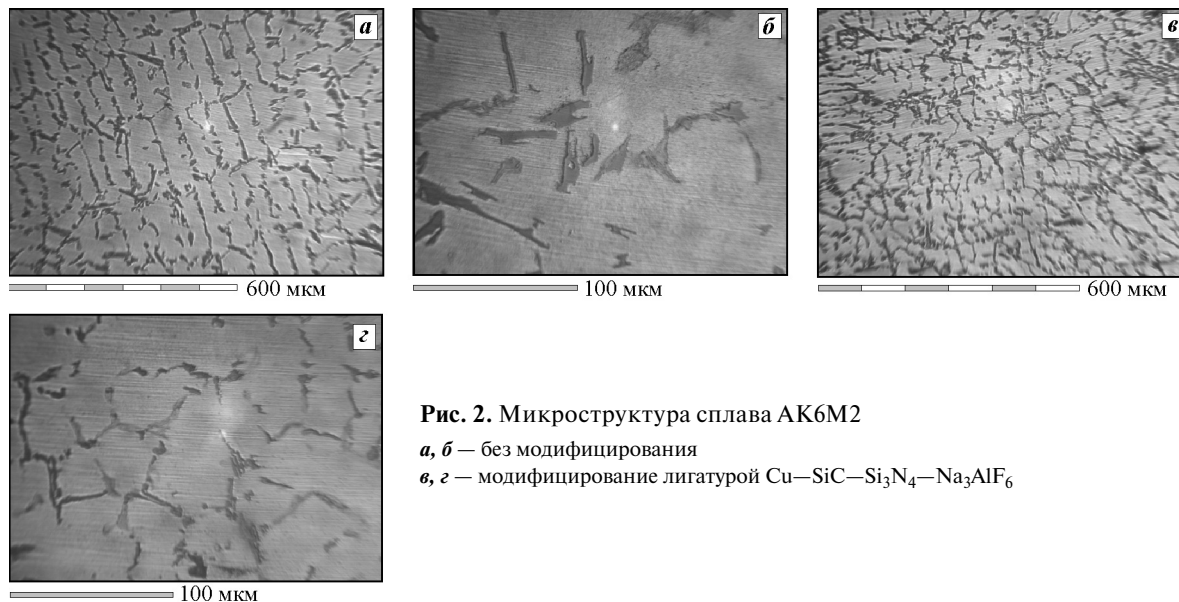 а
б
в
600 мкм
100 мкм
600 мкм
г
100 мкм
Рис. 2. Микроструктура сплава АК6М2
а, б — без модифицирования
в, г — модифицирование лигатурой Cu—SiC—Si₃N₄—Na₃AlF₆